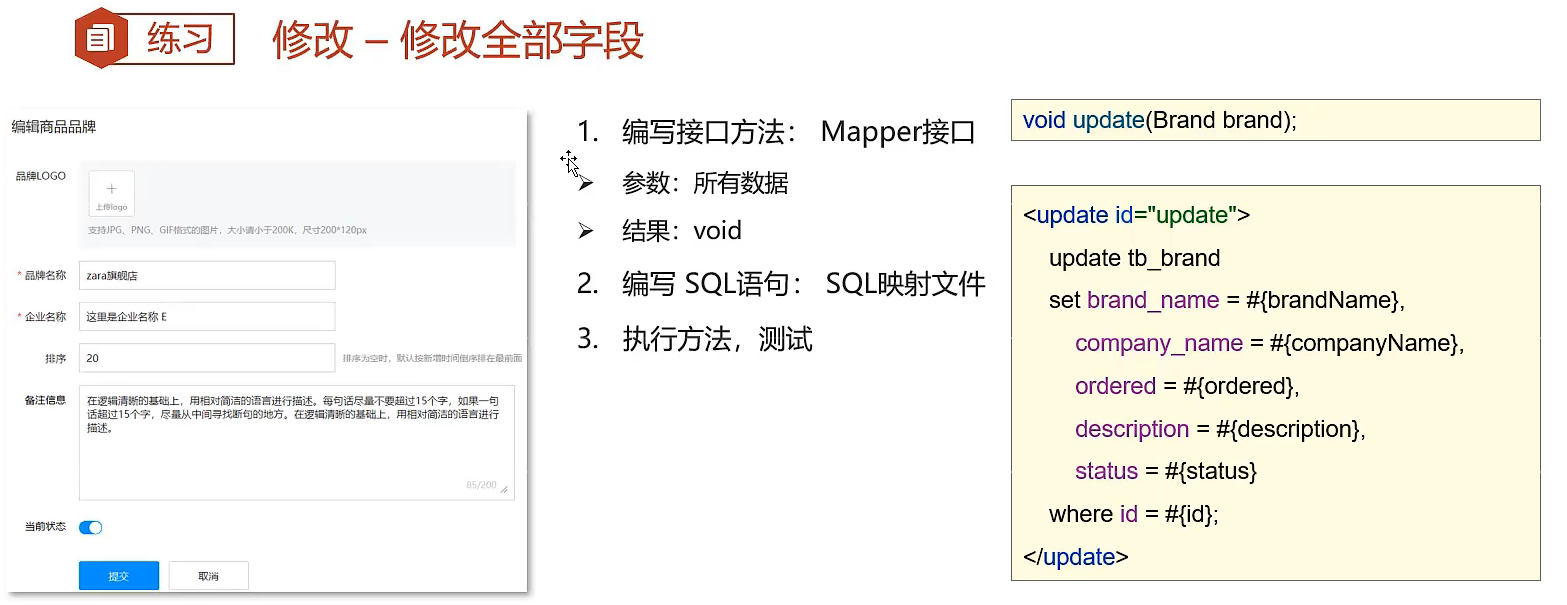 练习
修改 – 修改全部字段
编辑商品品牌
品牌LOGO
上传logo
支持JPG、PNG、GIF格式的图片，大小请小于200K，尺寸200*120px
* 品牌名称
zara旗舰店
* 企业名称
这里是企业名称 E
排序
20
排序为空时，默认按新增时间倒序排在最前面
备注信息
在逻辑清晰的基础上，用相对简洁的语言进行描述。每句话尽量不要超过15个字，如果一句
话超过15个字，尽量从中间寻找断句的地方。在逻辑清晰的基础上，用相对简洁的语言进行
描述。
85/200
当前状态
提交
取消
1. 编写接口方法： Mapper接口
➢ 参数：所有数据
➢ 结果：void
2. 编写 SQL语句： SQL映射文件
3. 执行方法，测试
void update(Brand brand);
<update id="update">
update tb_brand
set brand_name = #{brandName},
company_name = #{companyName},
ordered = #{ordered},
description = #{description},
status = #{status}
where id = #{id};
</update>